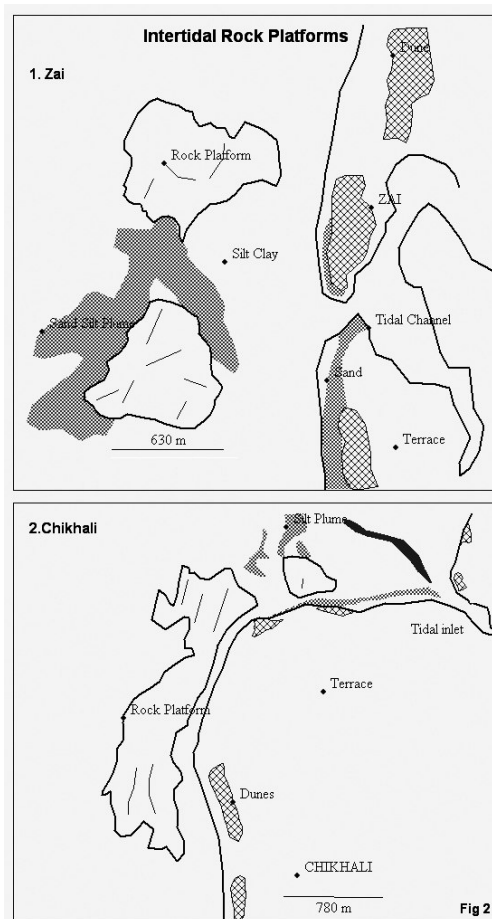 Intertidal Rock Platforms
Dune
1. Zai
Rock Platform
ZAI
Silt Clay
Sand Silt Plume
Tidal Channel
Sand
630 m
Terrace
2.Chikhali
Silt Plume
Tidal inlet
Terrace
Rock Platform
Dunes
CHIKHALI
780 m
Fig 2